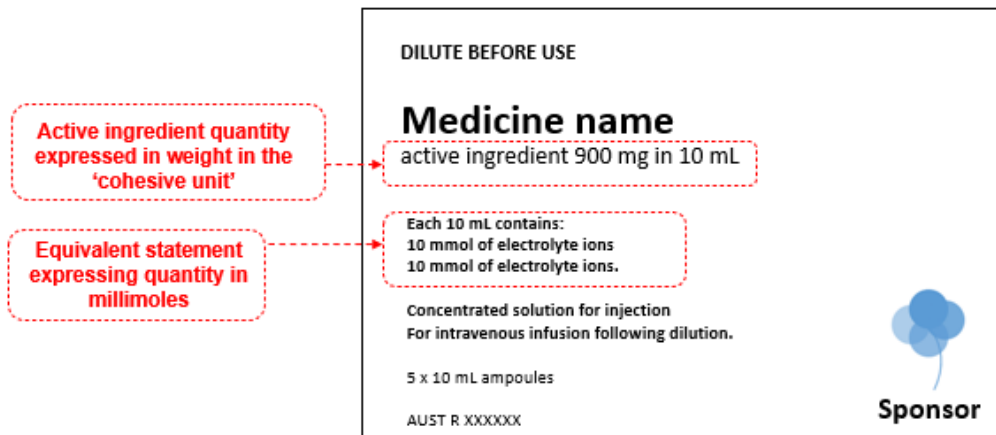 DILUTE BEFORE USE
Medicine name
Active ingredient quantity
expressed in weight in the
‘cohesive unit’
active ingredient 900 mg in 10 mL
Equivalent statement
expressing quantity in
millimoles
Each 10 mL contains:
10 mmol of electrolyte ions
10 mmol of electrolyte ions.
Concentrated solution for injection
For intravenous infusion following dilution.
5 x 10 mL ampoules
AUST R XXXXXX
Sponsor